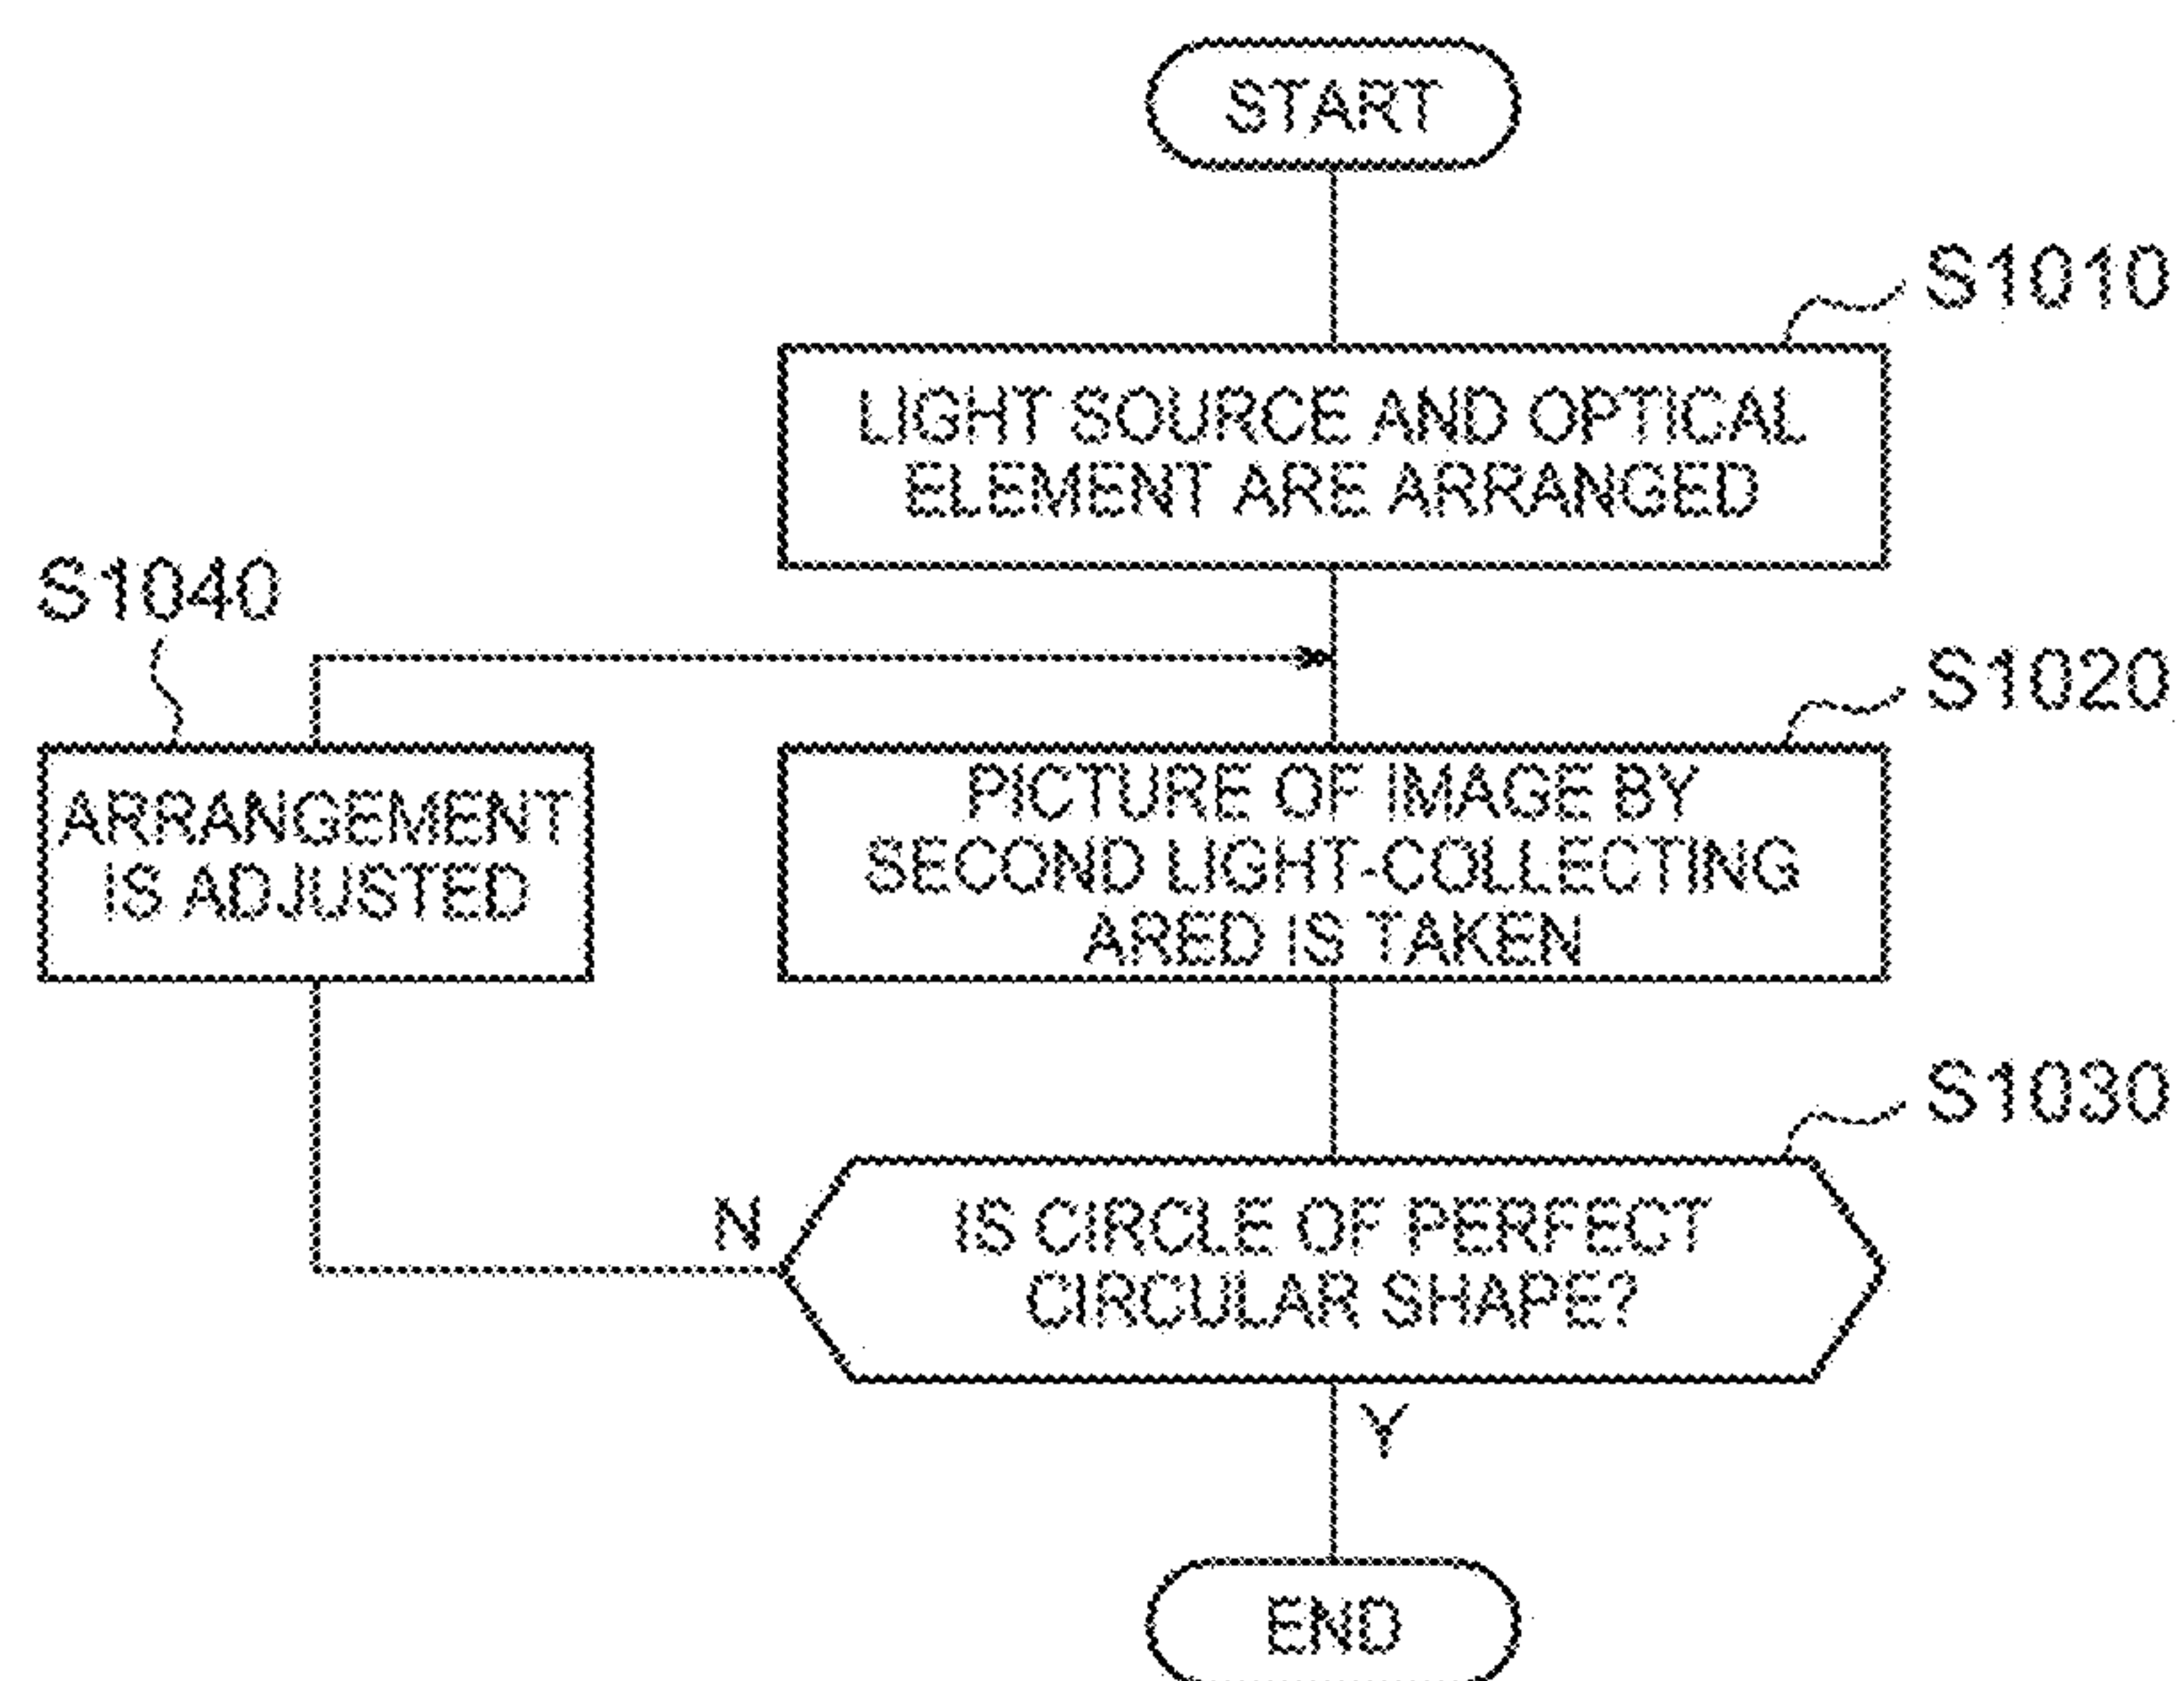 START
S1010
LIGHT SOURCE AND OPTICAL
ELEMENT ARE ARRANGED
S1040
S1020
ARRANGEMENT
IS ADJUSTED
PICTURE OF IMAGE BY
SECOND LIGHT-COLLECTING
ARED IS TAKEN
S1030
N
IS CIRCLE OF PERFECT
CIRCULAR SHAPE?
Y
END